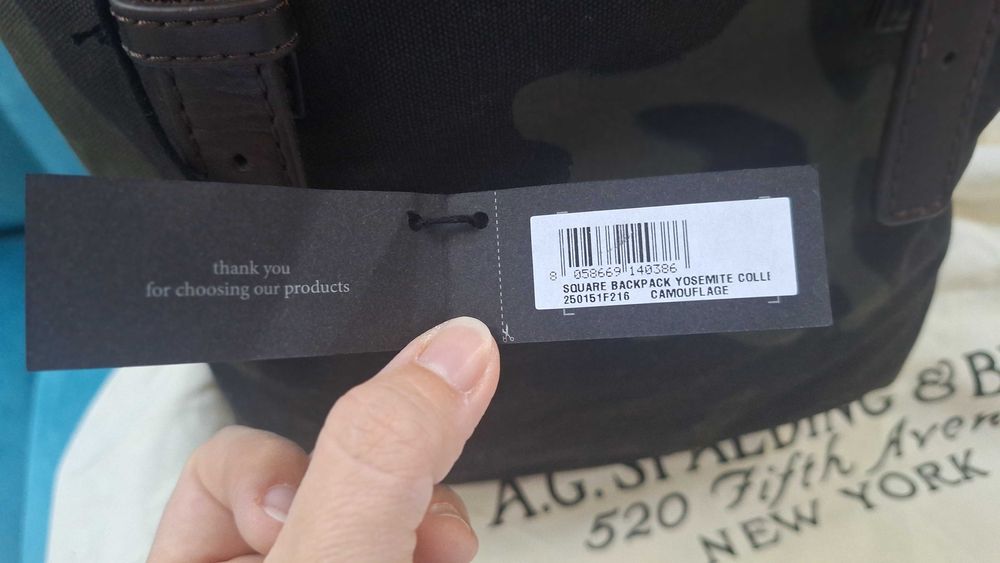 thank you
for choosing our products
8 058669 140386
SQUARE BACKPACK YOSEMITE COLLE
250151F216 CAMOUFLAGE
A.G. SPALDING & B
520 Fifth Aven
NEW YORK